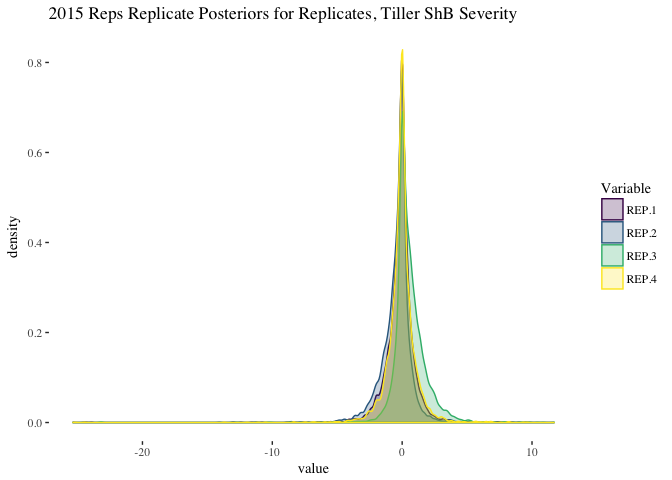 2015 Reps Replicate Posteriors for Replicates, Tiller ShB Severity
0.8
0.6
0.4
0.2
0.0
density
-20
-10
0
10
value
Variable
REP.1
REP.2
REP.3
REP.4